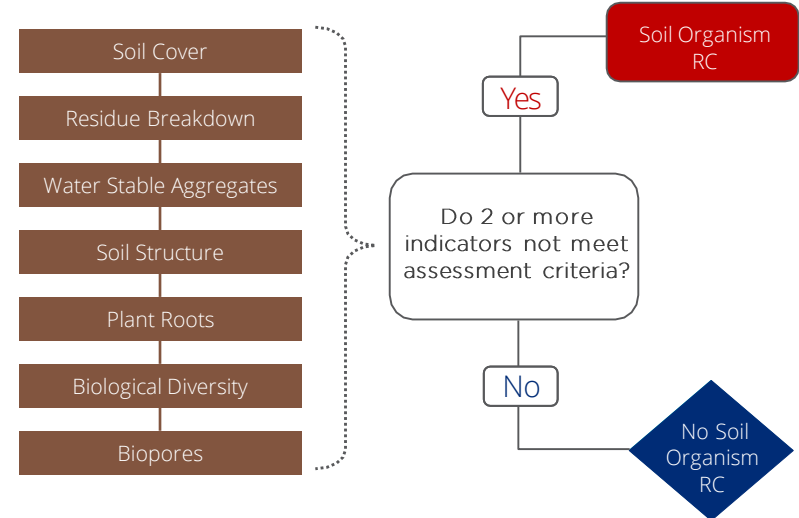 Soil Cover
Residue Breakdown
Water Stable Aggregates
Soil Structure
Plant Roots
Biological Diversity
Biopores
Do 2 or more
indicators not meet
assessment criteria?
Yes
Soil Organism
RC
No
No Soil
Organism
RC